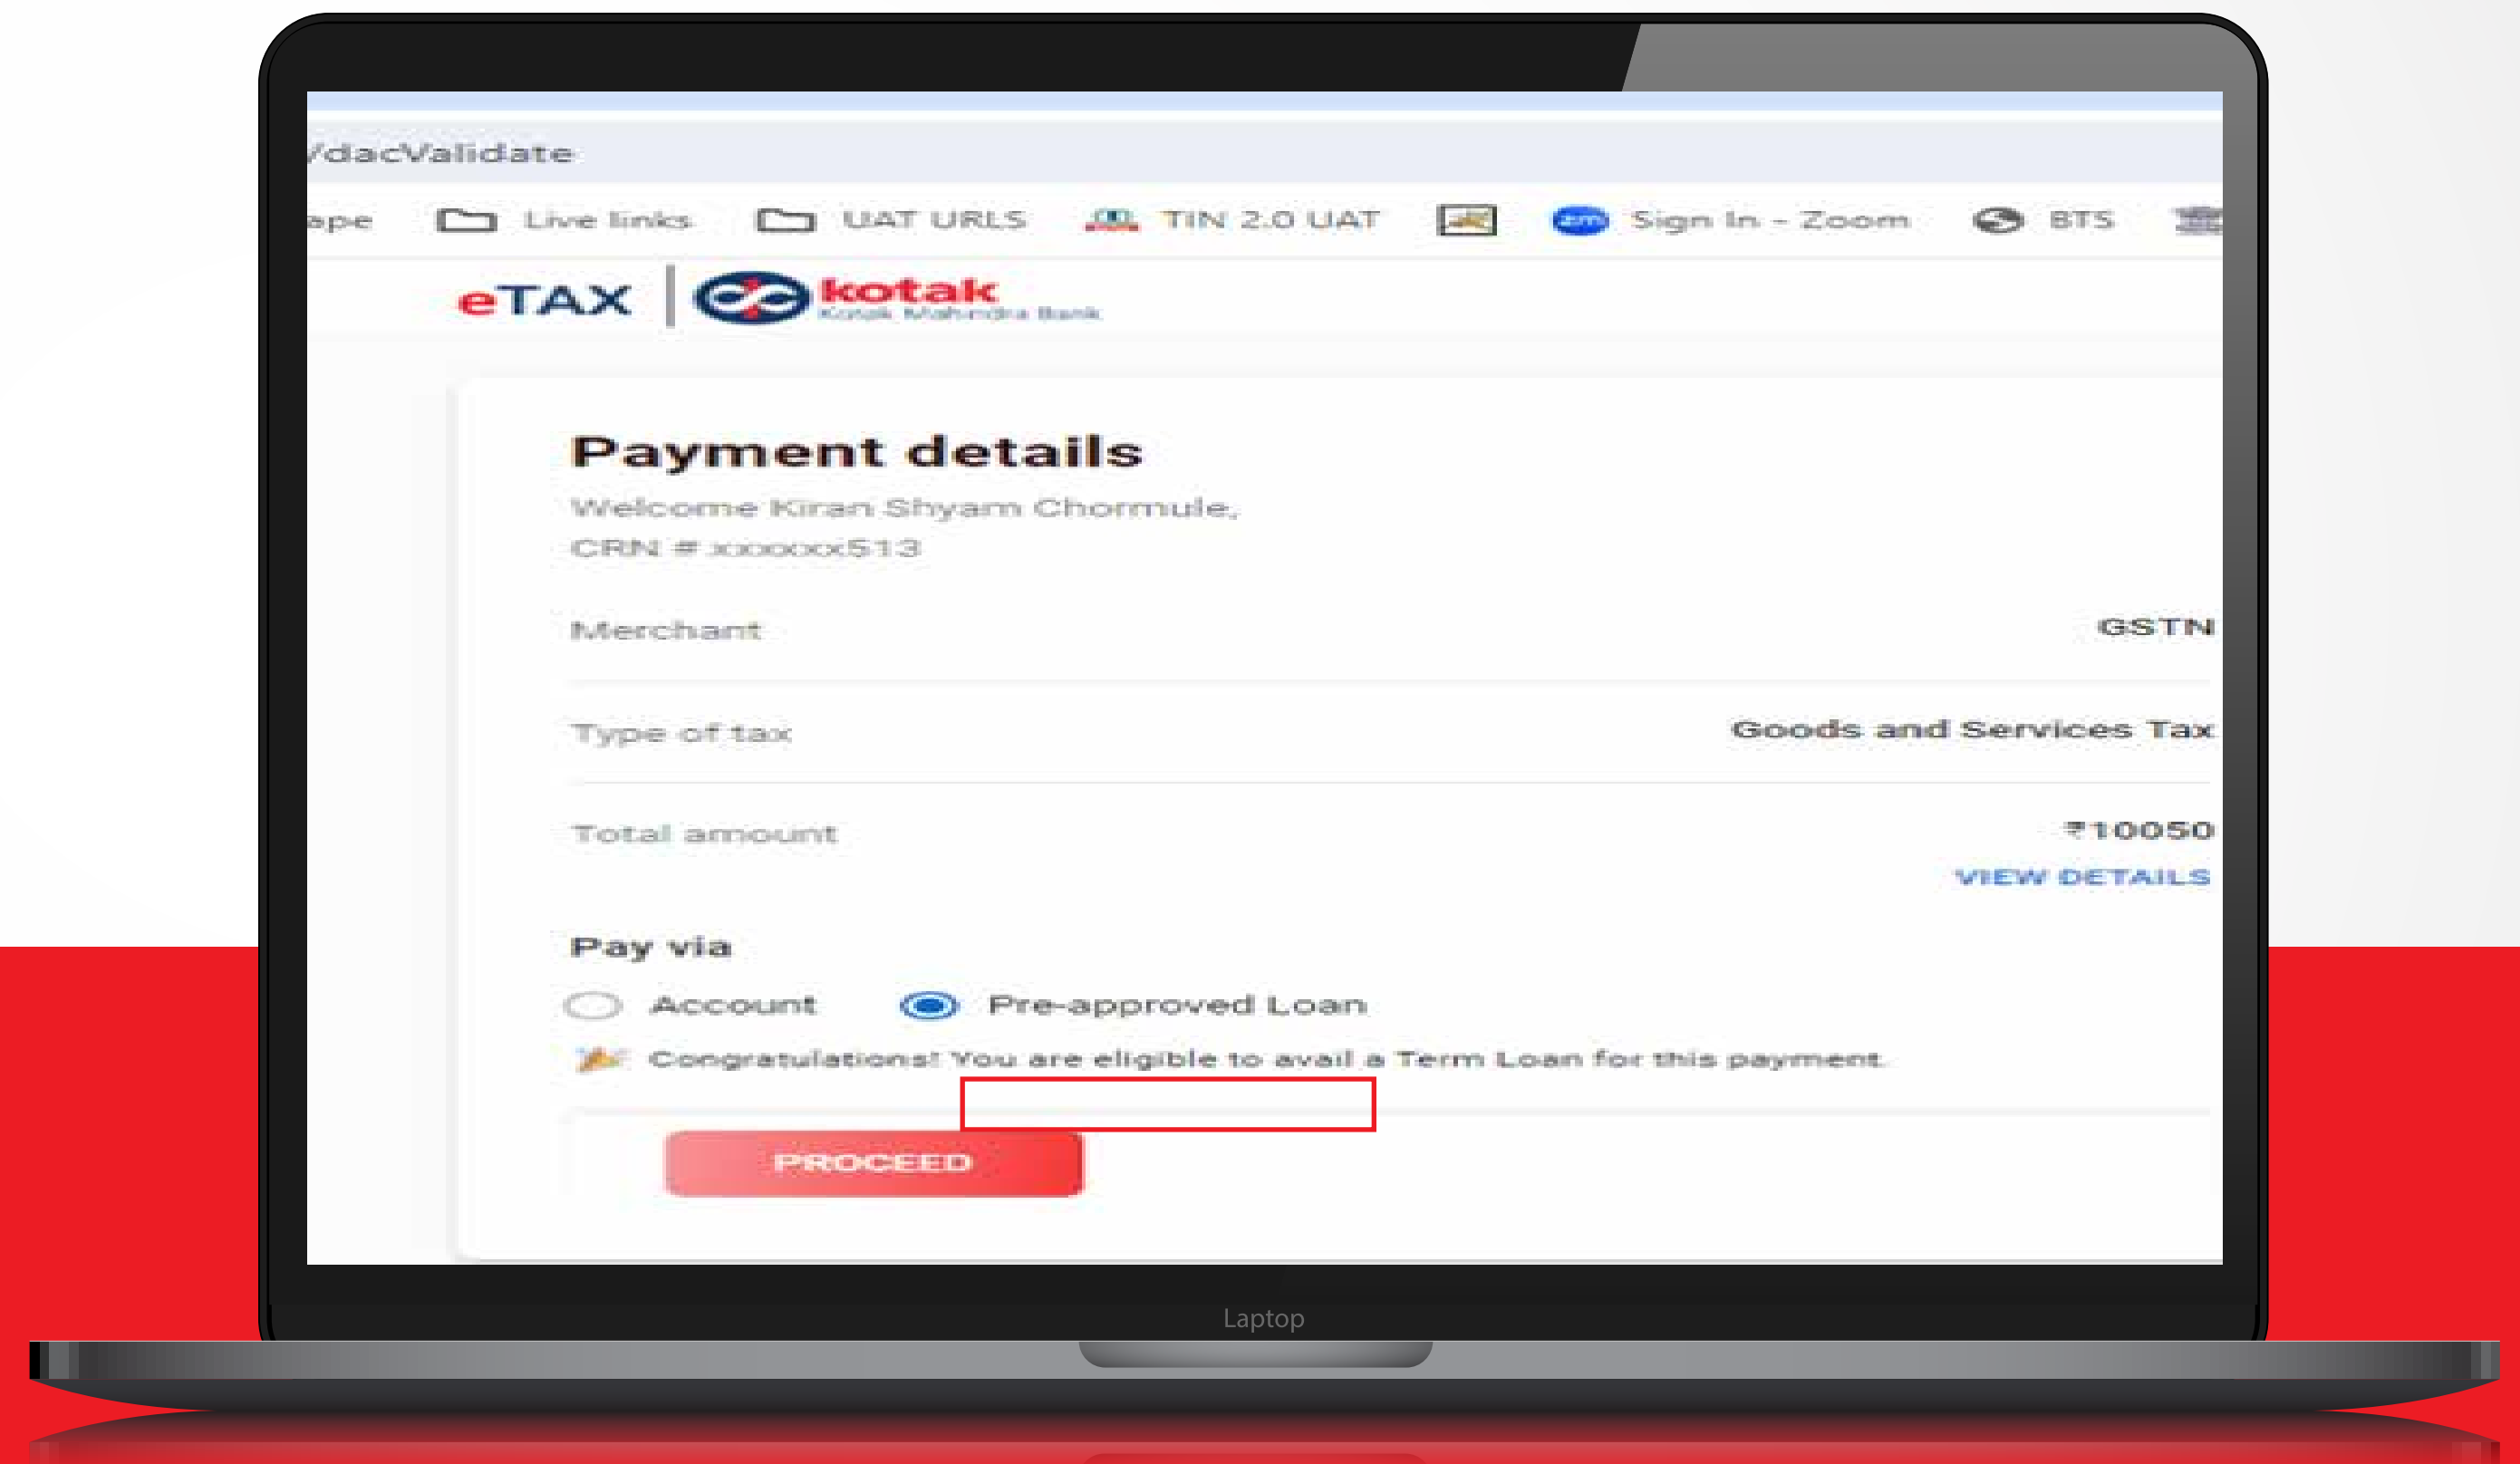 /dacValidate
ape Live links UAT URLS TIN 2.0 UAT zm Sign In - Zoom BTS
eTAX kotak
Kotak Mahindra Bank
Payment details
Welcome Kiran Shyam Chormule,
CRN # xxxxxx513
Merchant GSTN
Type of tax Goods and Services Tax
Total amount ₹10050
VIEW DETAILS
Pay via
Account Pre-approved Loan
Congratulations! You are eligible to avail a Term Loan for this payment.
PROCEED
Laptop